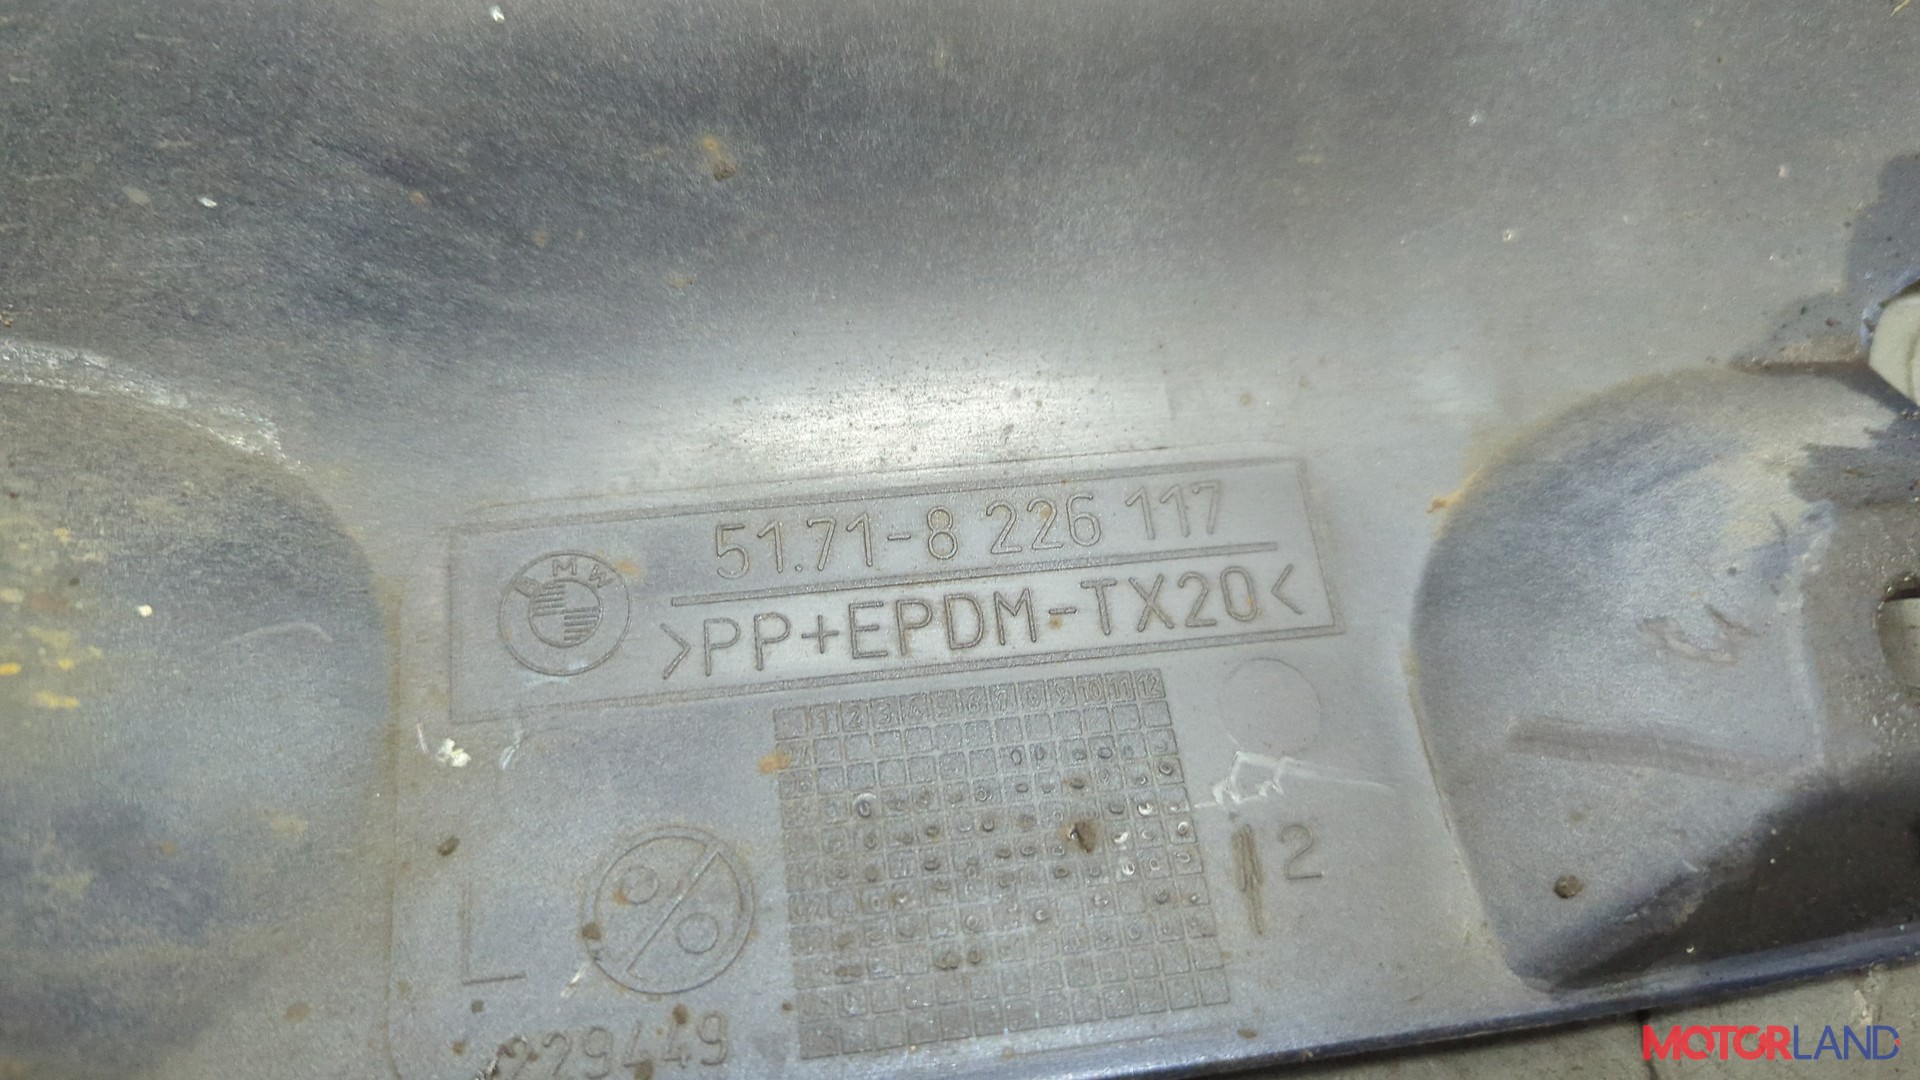 51.71-8 226 117
BMW
>PP+EPDM-TX20<
1 2 3 4 5 6 7 8 9 10 11 12
12
L
229449
MOTORLAND